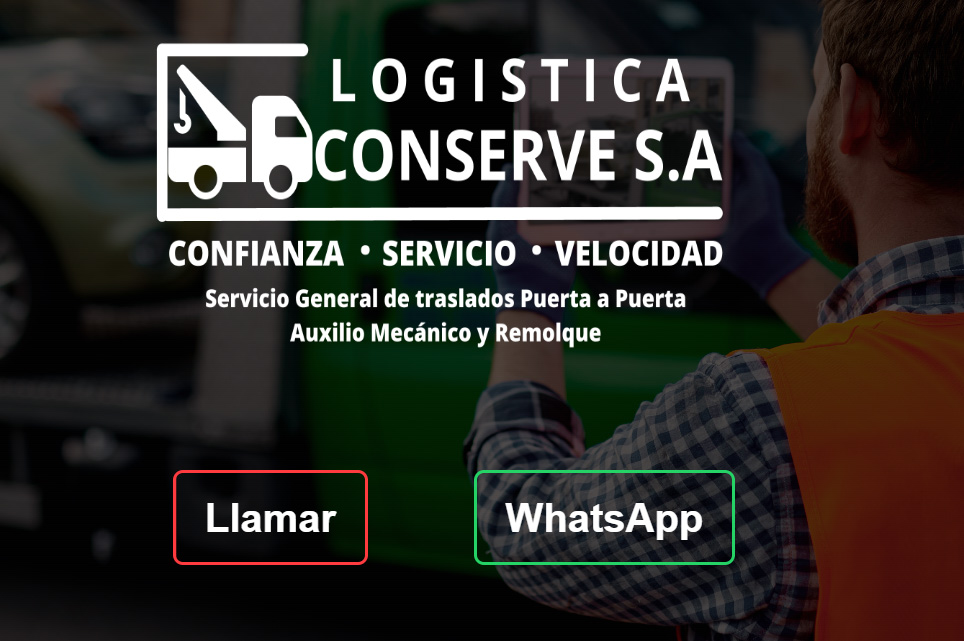 LOGISTICA
CONSERVE S.A
CONFIANZA • SERVICIO • VELOCIDAD
Servicio General de traslados Puerta a Puerta
Auxilio Mecánico y Remolque
Llamar
WhatsApp